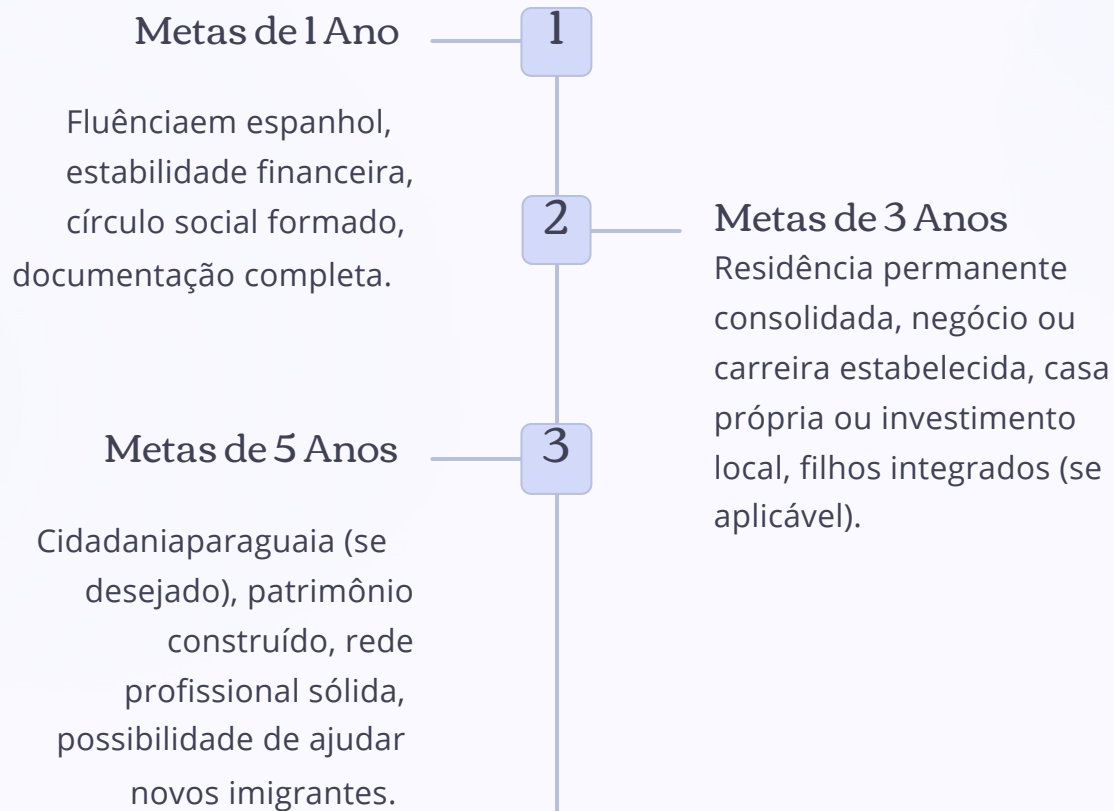 Metas de 1 Ano
1
Fluênciaem espanhol,
estabilidade financeira,
círculo social formado,
documentação completa.
2
Metas de 3 Anos
Residência permanente
consolidada, negócio ou
carreira estabelecida, casa
própria ou investimento
local, filhos integrados (se
aplicável).
Metas de 5 Anos
3
Cidadaniaparaguaia (se
desejado), patrimônio
construído, rede
profissional sólida,
possibilidade de ajudar
novos imigrantes.